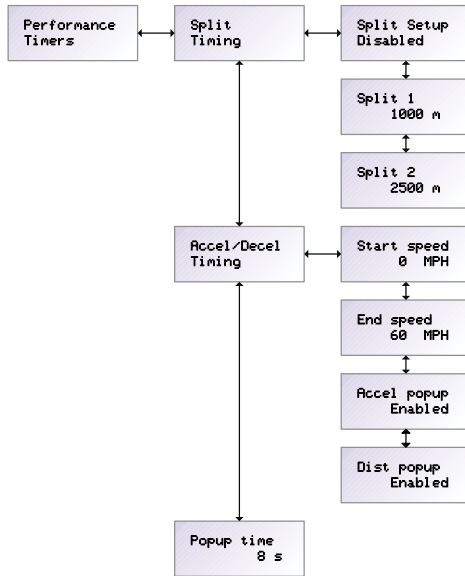 Performance
Timers
Split
Timing
Split Setup
Disabled
Split 1
1000 m
Split 2
2500 m
Accel/Decel
Timing
Start speed
0 MPH
End speed
60 MPH
Accel popup
Enabled
Dist popup
Enabled
Popup time
8 s